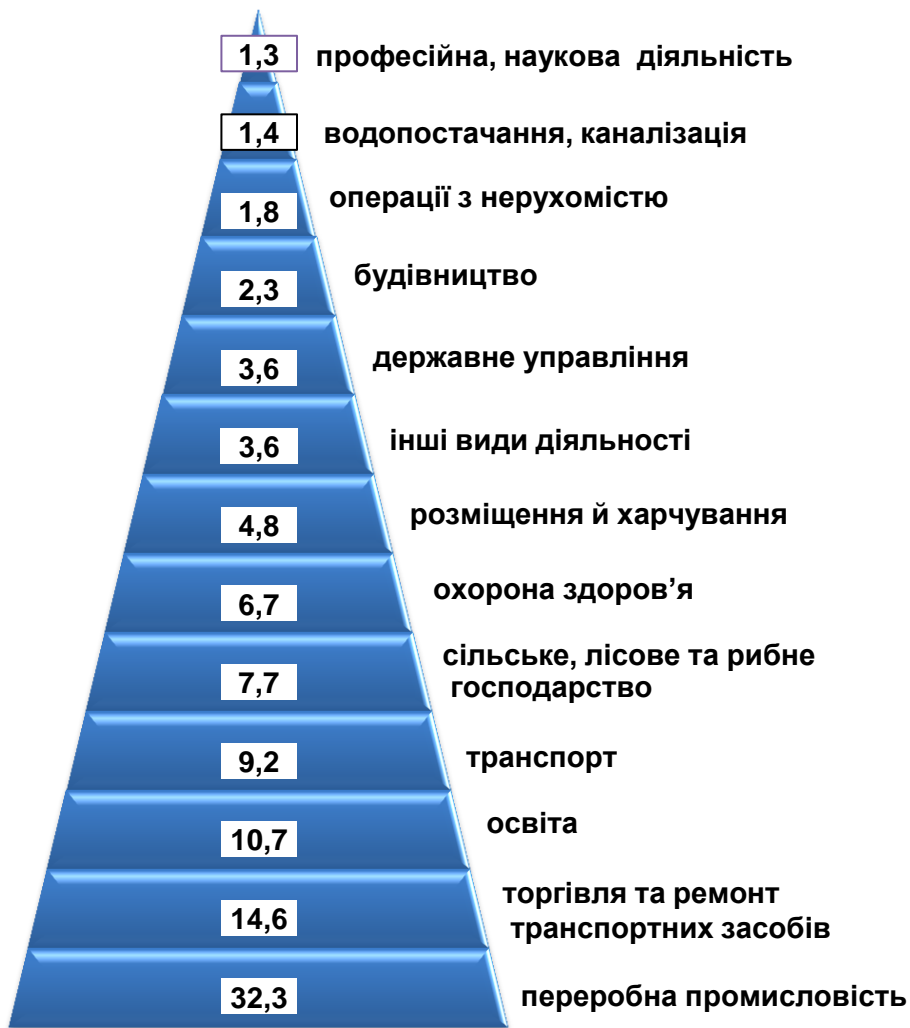 1,3 професійна, наукова діяльність
1,4 водопостачання, каналізація
1,8 операції з нерухомістю
2,3 будівництво
3,6 державне управління
3,6 інші види діяльності
4,8 розміщення й харчування
6,7 охорона здоров’я
7,7 сільське, лісове та рибне
господарство
9,2 транспорт
10,7 освіта
14,6 торгівля та ремонт
транспортних засобів
32,3 переробна промисловість